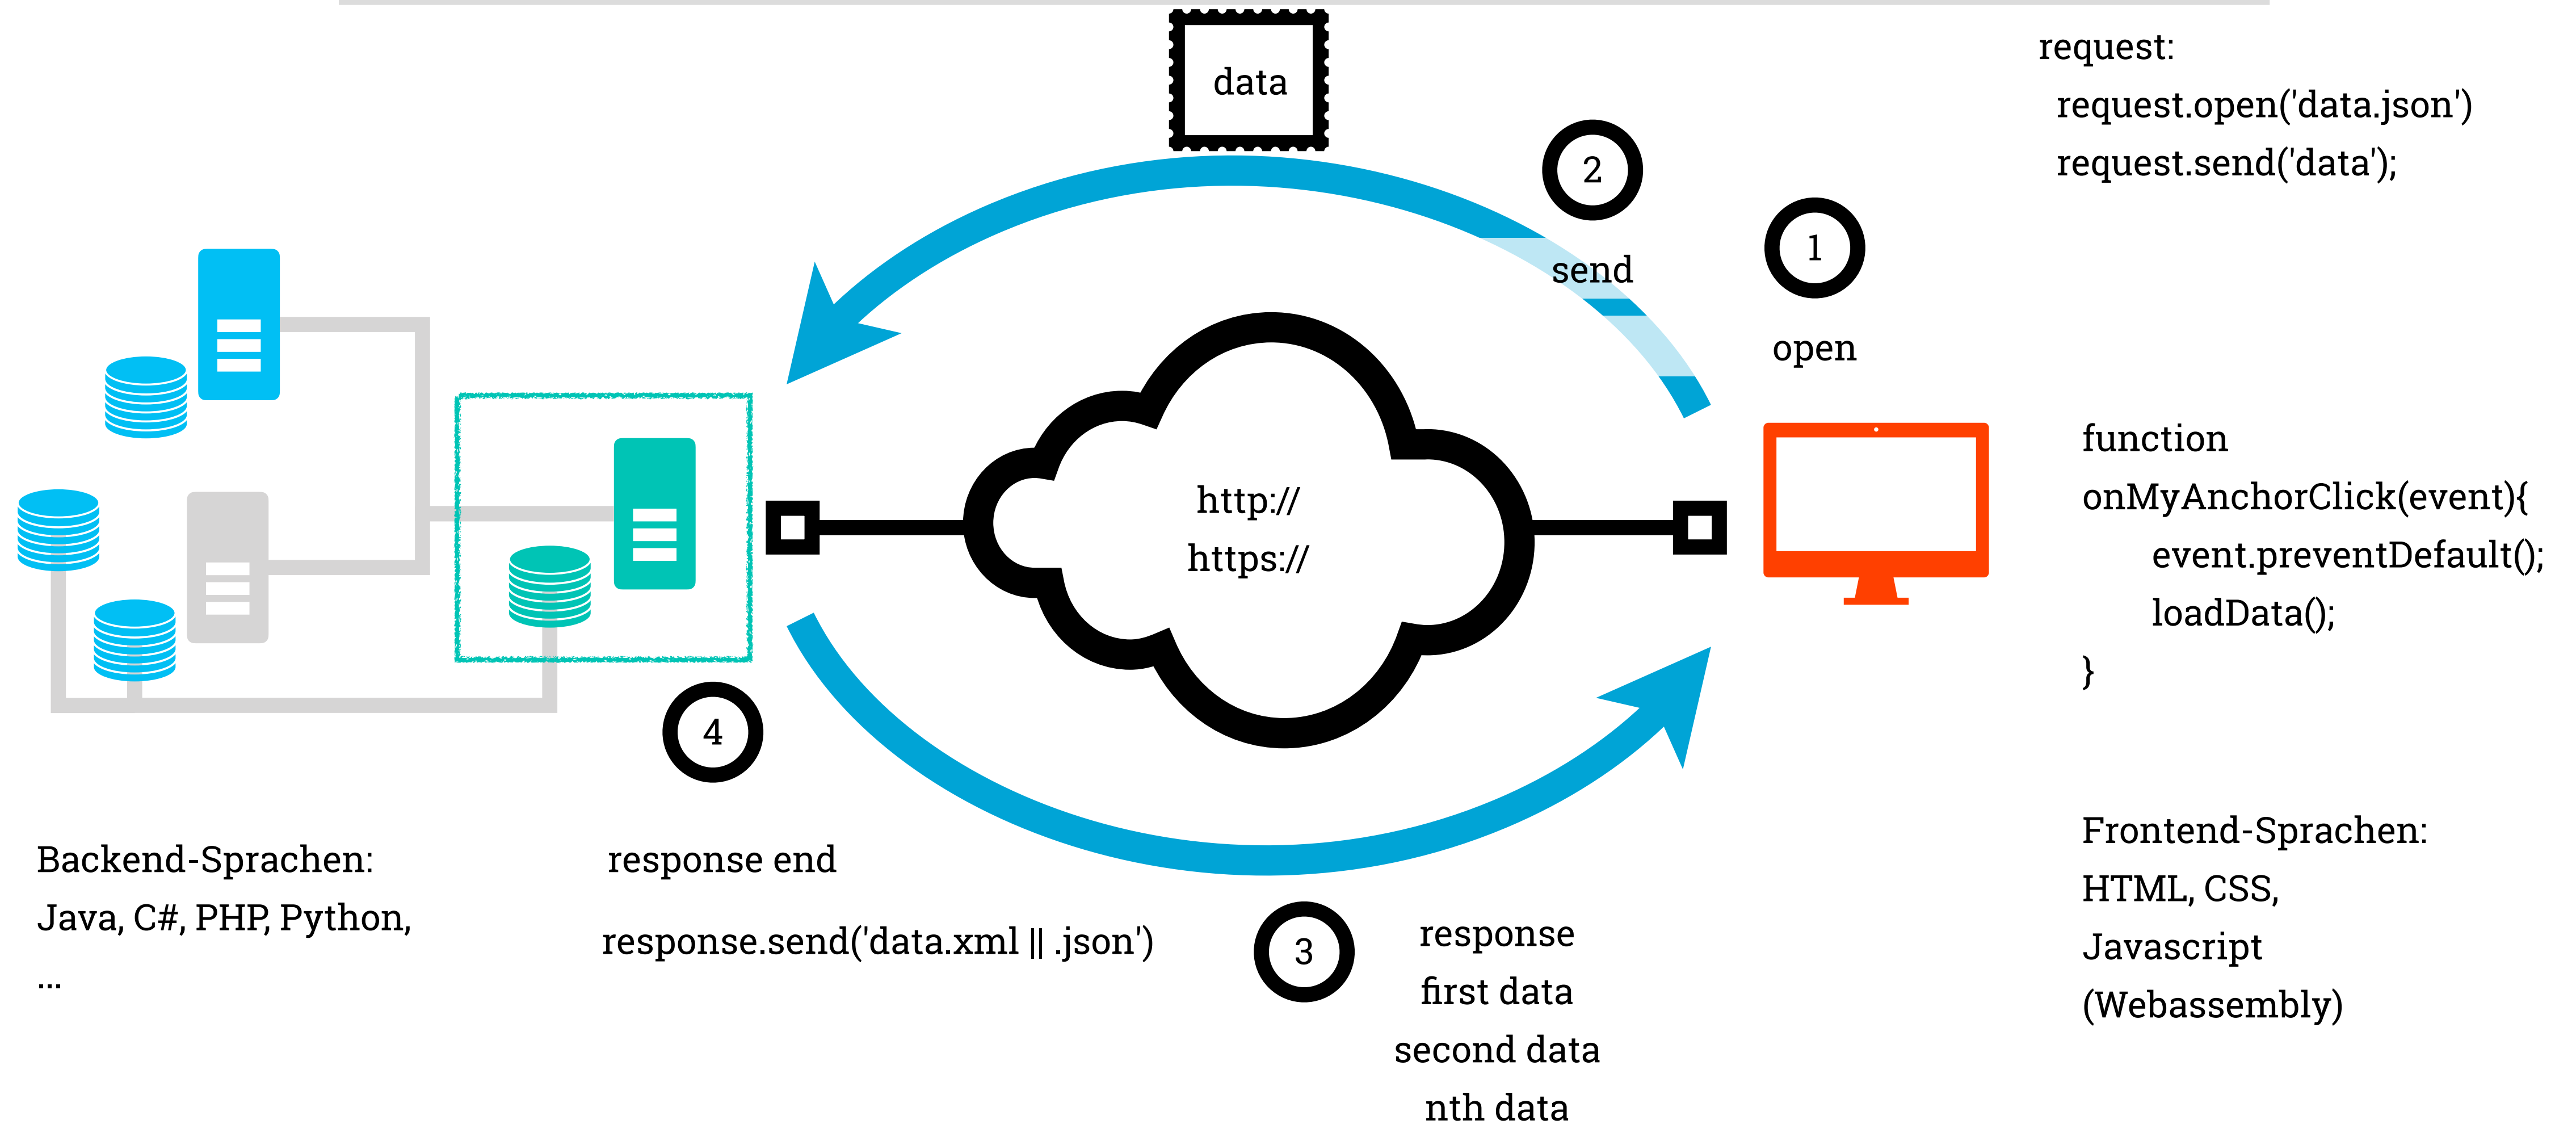 data
request:
request.open('data.json')
request.send('data');
2
send
1
open
http://
https://
function
onMyAnchorClick(event){
event.preventDefault();
loadData();
}
4
Backend-Sprachen:
Java, C#, PHP, Python,
...
response end
response.send('data.xml || .json')
3
response
first data
second data
nth data
Frontend-Sprachen:
HTML, CSS,
Javascript
(Webassembly)